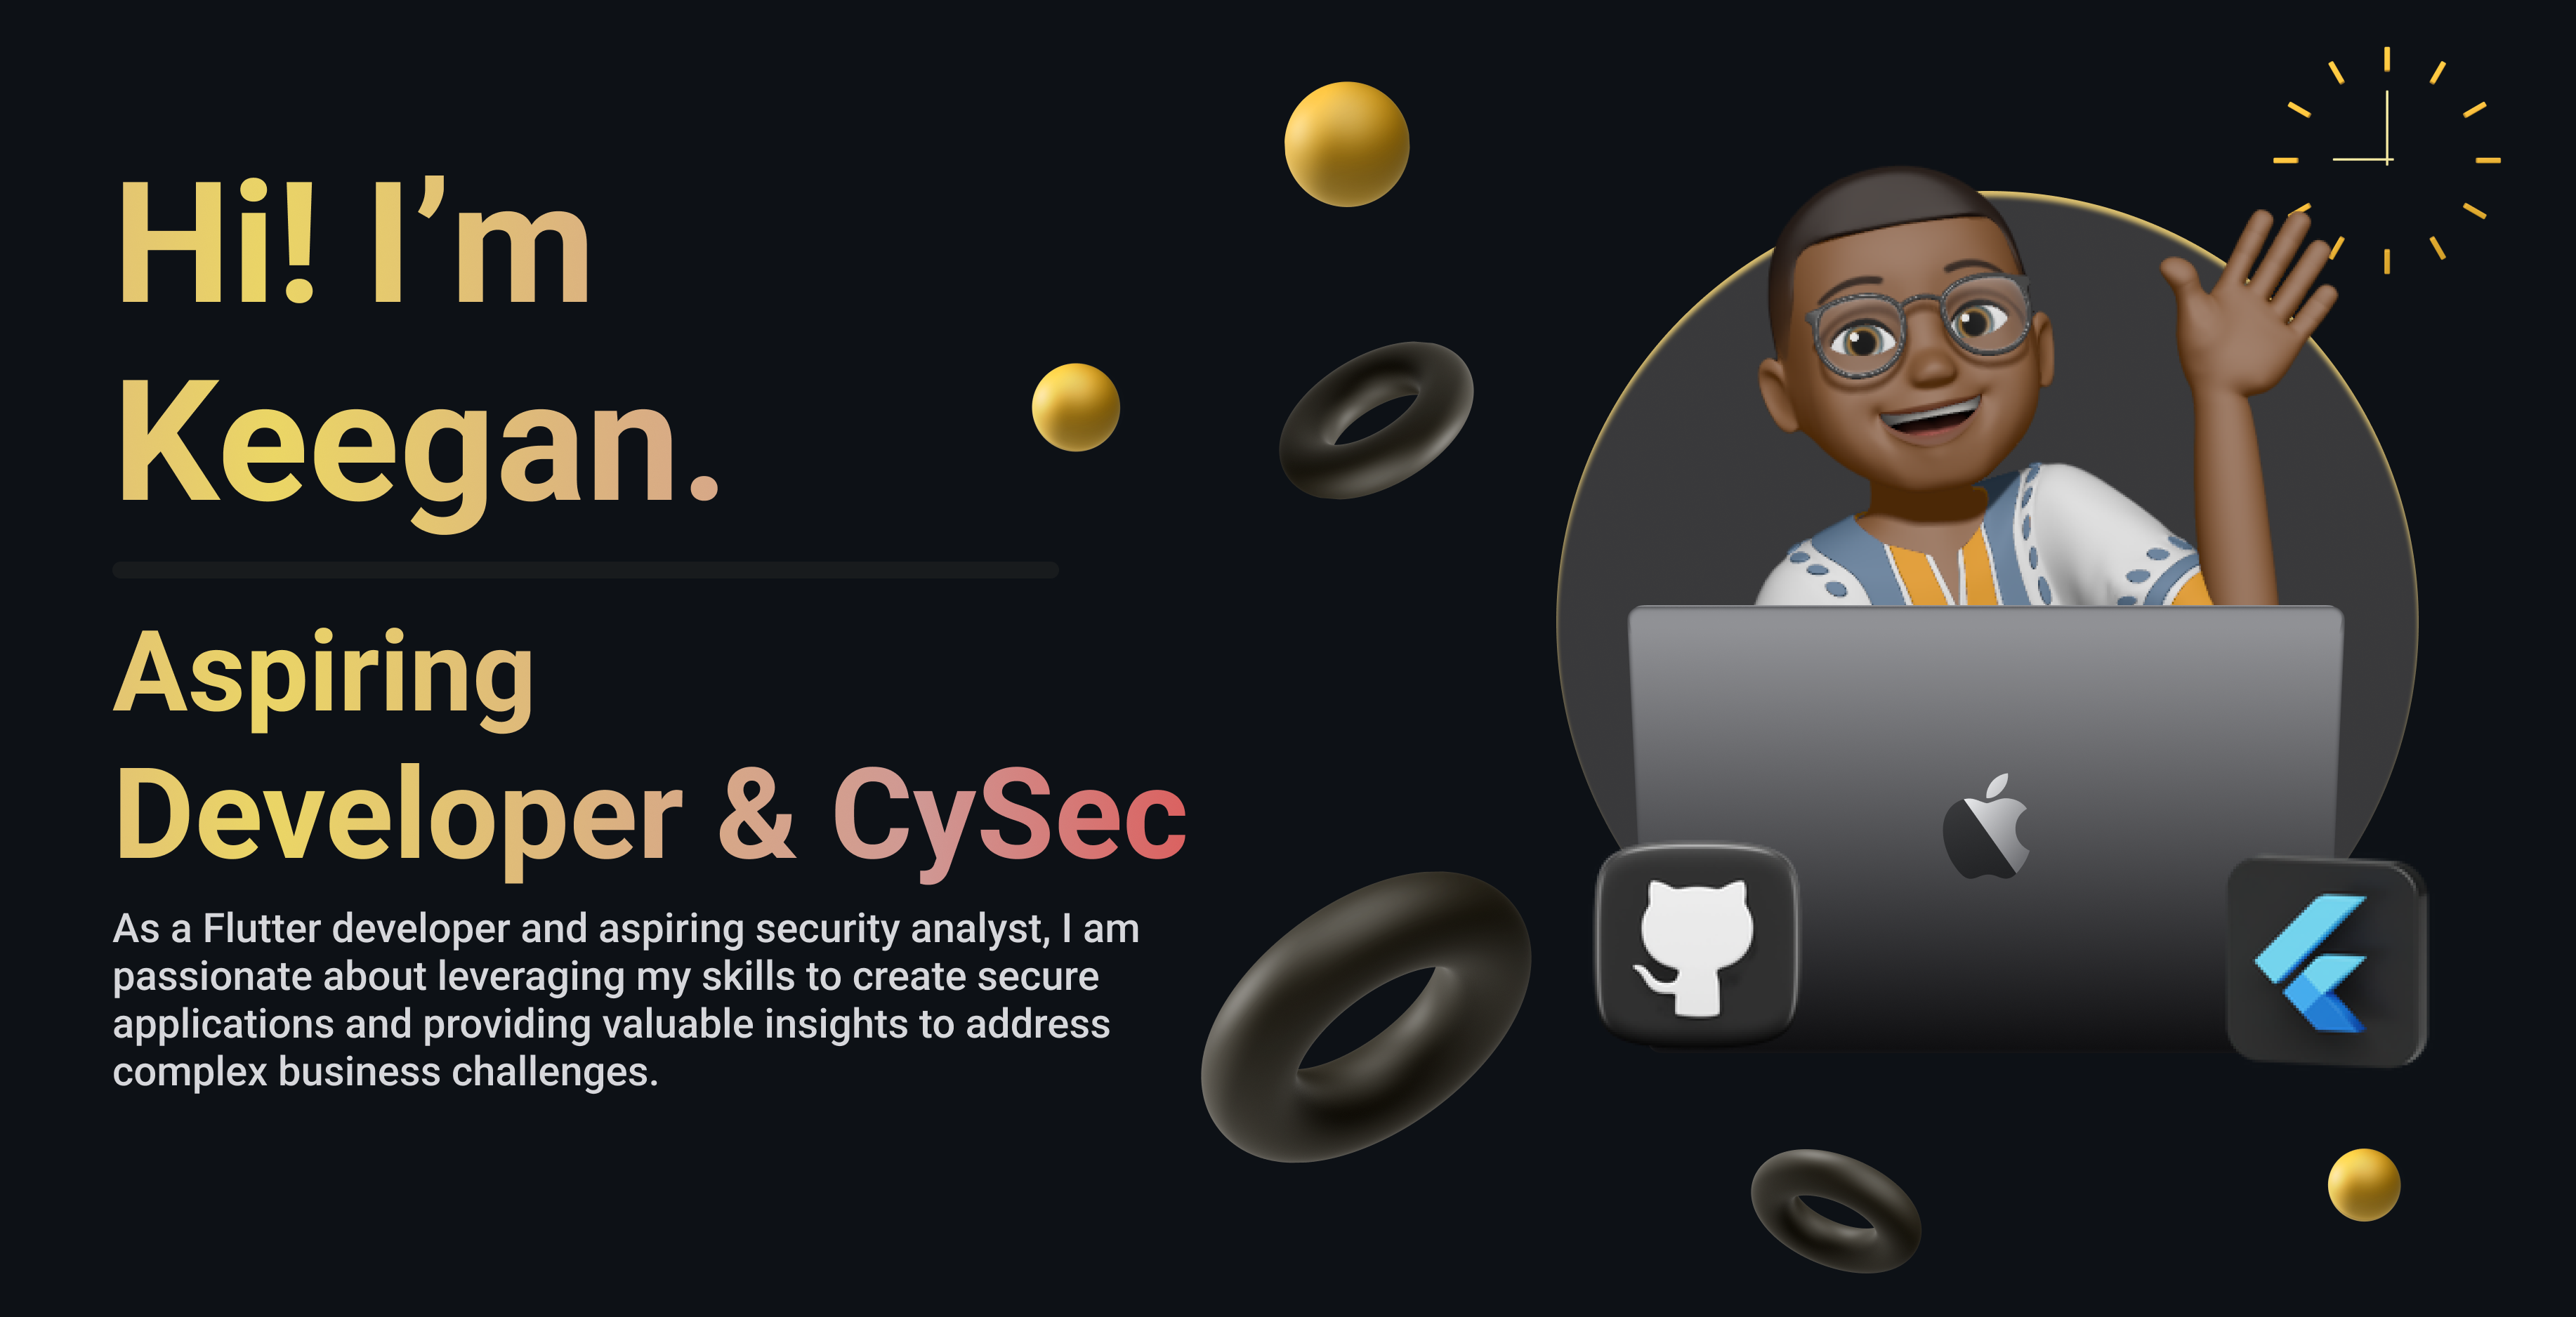 Hi! I’m
Keegan.
Aspiring
Developer & CySec
As a Flutter developer and aspiring security analyst, I am
passionate about leveraging my skills to create secure
applications and providing valuable insights to address
complex business challenges.